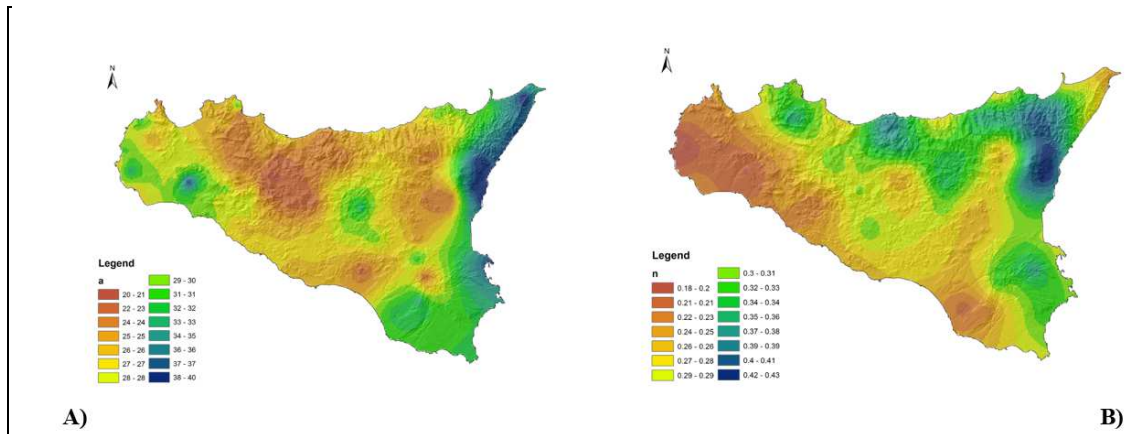 N
Legend
a
20 - 21
22 - 23
24 - 24
25 - 25
26 - 26
27 - 27
28 - 28
29 - 30
31 - 31
32 - 32
33 - 33
34 - 35
36 - 36
37 - 37
38 - 40
A)
N
Legend
n
0.18 - 0.2
0.21 - 0.21
0.22 - 0.23
0.24 - 0.25
0.26 - 0.26
0.27 - 0.28
0.29 - 0.29
0.3 - 0.31
0.32 - 0.33
0.34 - 0.34
0.35 - 0.36
0.37 - 0.38
0.39 - 0.39
0.4 - 0.41
0.42 - 0.43
B)